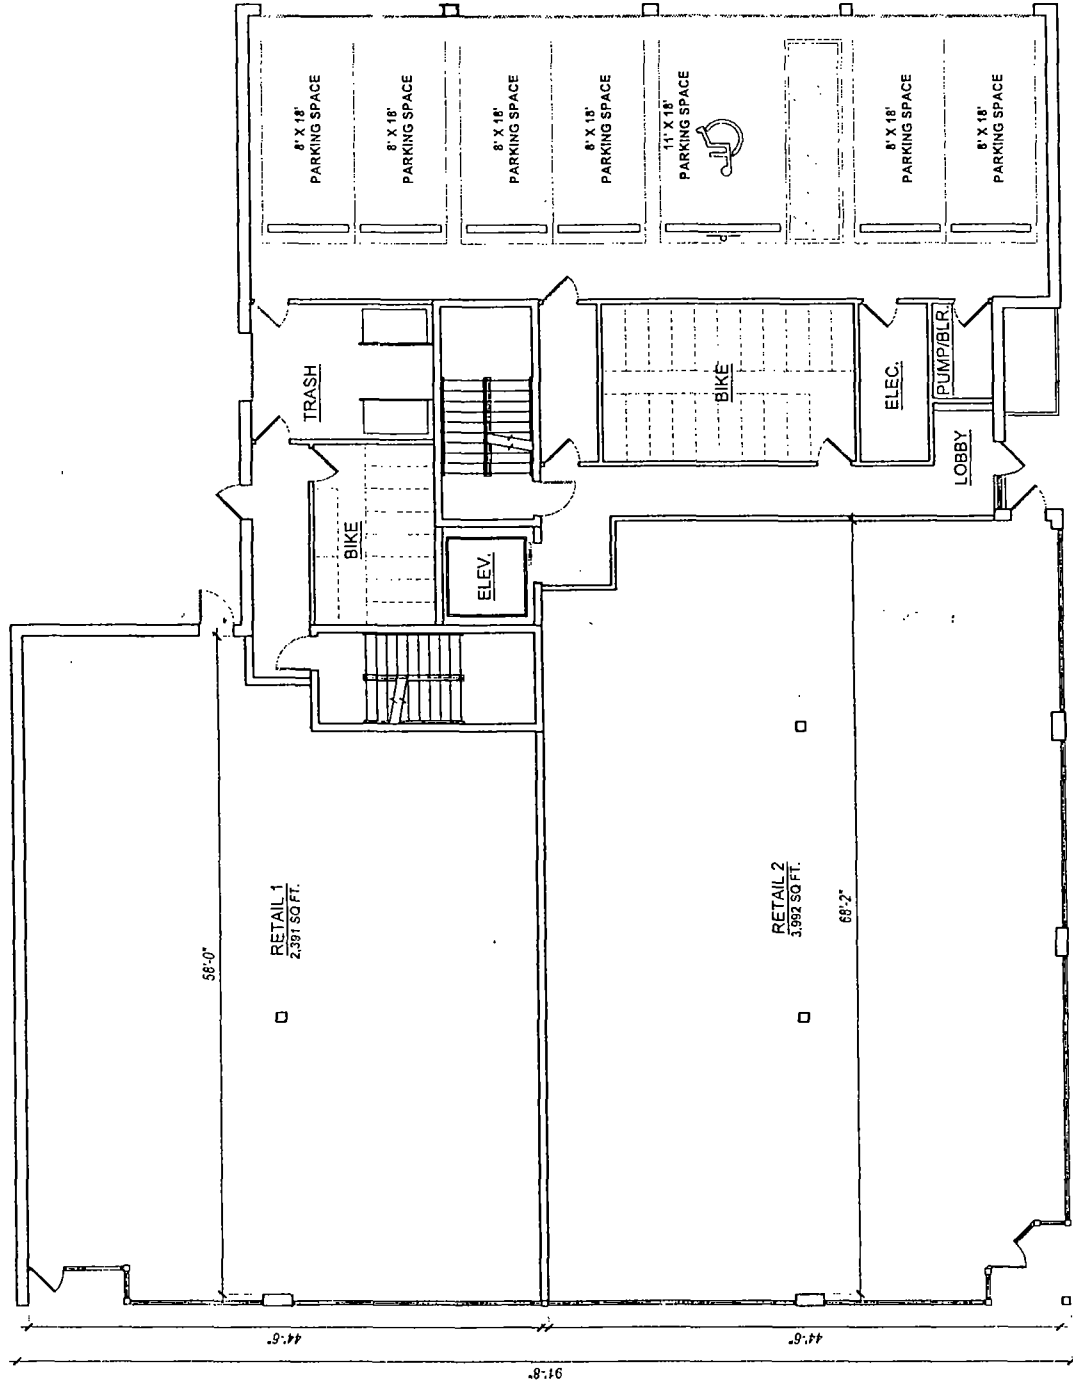 8' X 18'
PARKING SPACE
8' X 18'
PARKING SPACE
8' X 18'
PARKING SPACE
8' X 18'
PARKING SPACE
11' X 18'
PARKING SPACE
8' X 18'
PARKING SPACE
8' X 18'
PARKING SPACE
TRASH
BIKE
ELEC.
PUMP/BLR.
LOBBY
BIKE
ELEV.
RETAIL 1
2,391 SQ FT.
58'-0"
RETAIL 2
3,992 SQ FT.
68'-2"
44'-6"
44'-6"
91'-8"